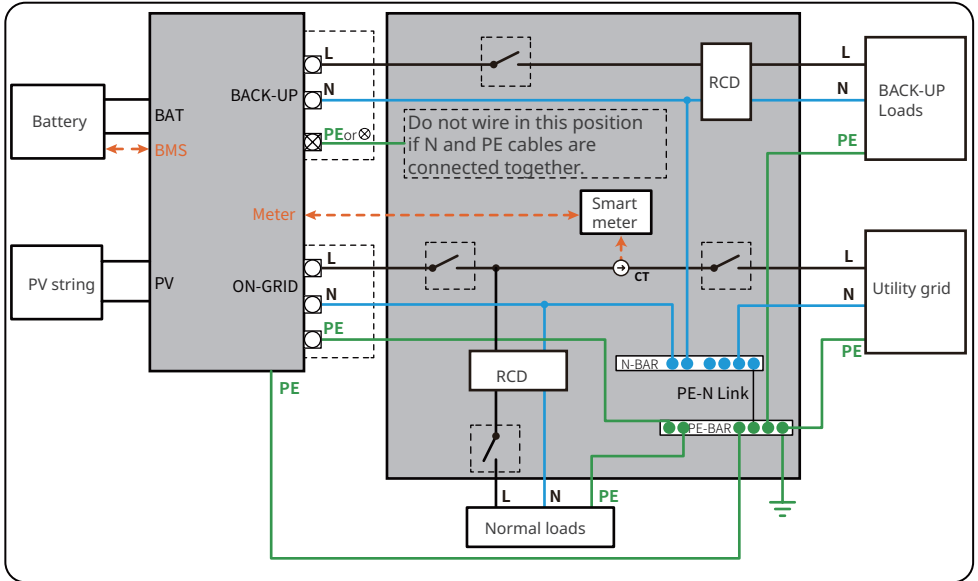 L
N
PEor⊗
BACK-UP
BAT
BMS
Battery
Do not wire in this position
if N and PE cables are
connected together.
RCD
L
N
PE
BACK-UP
Loads
Meter
Smart
meter
CT
PV string
PV
ON-GRID
L
N
PE
L
N
PE
Utility grid
RCD
N-BAR
PE-N Link
PE-BAR
PE
L
N
PE
Normal loads